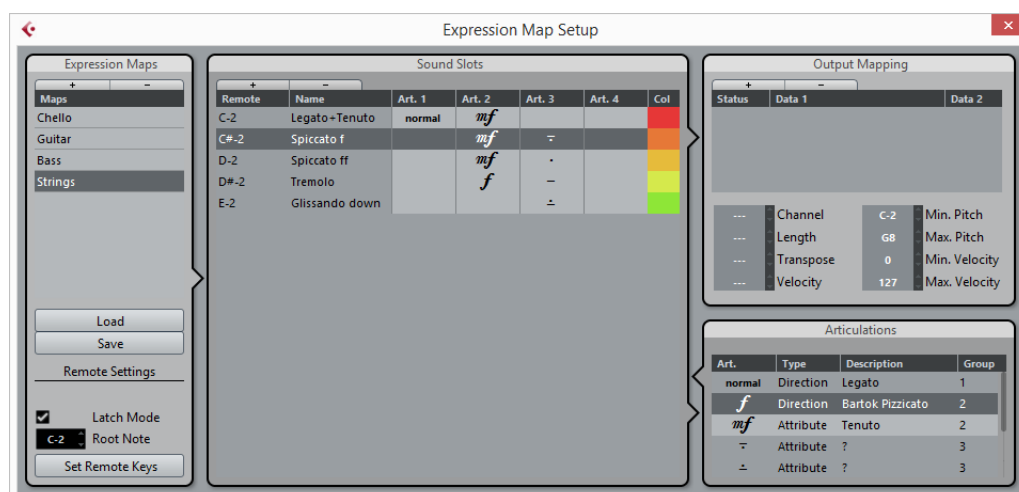 Expression Map Setup
Expression Maps
+ −
Maps
Chello
Guitar
Bass
Strings
Load
Save
Remote Settings
Latch Mode
C-2 Root Note
Set Remote Keys
Sound Slots
+ −
Remote Name Art. 1 Art. 2 Art. 3 Art. 4 Col
C-2 Legato+Tenuto normal mf
C#-2 Spiccato f mf
D-2 Spiccato ff mf
D#-2 Tremolo f
E-2 Glissando down
Output Mapping
+ −
Status Data 1 Data 2
--- Channel C-2 Min. Pitch
--- Length G8 Max. Pitch
--- Transpose 0 Min. Velocity
--- Velocity 127 Max. Velocity
Articulations
Art. Type Description Group
normal Direction Legato 1
f Direction Bartok Pizzicato 2
mf Attribute Tenuto 2
Attribute ? 3
Attribute ? 3